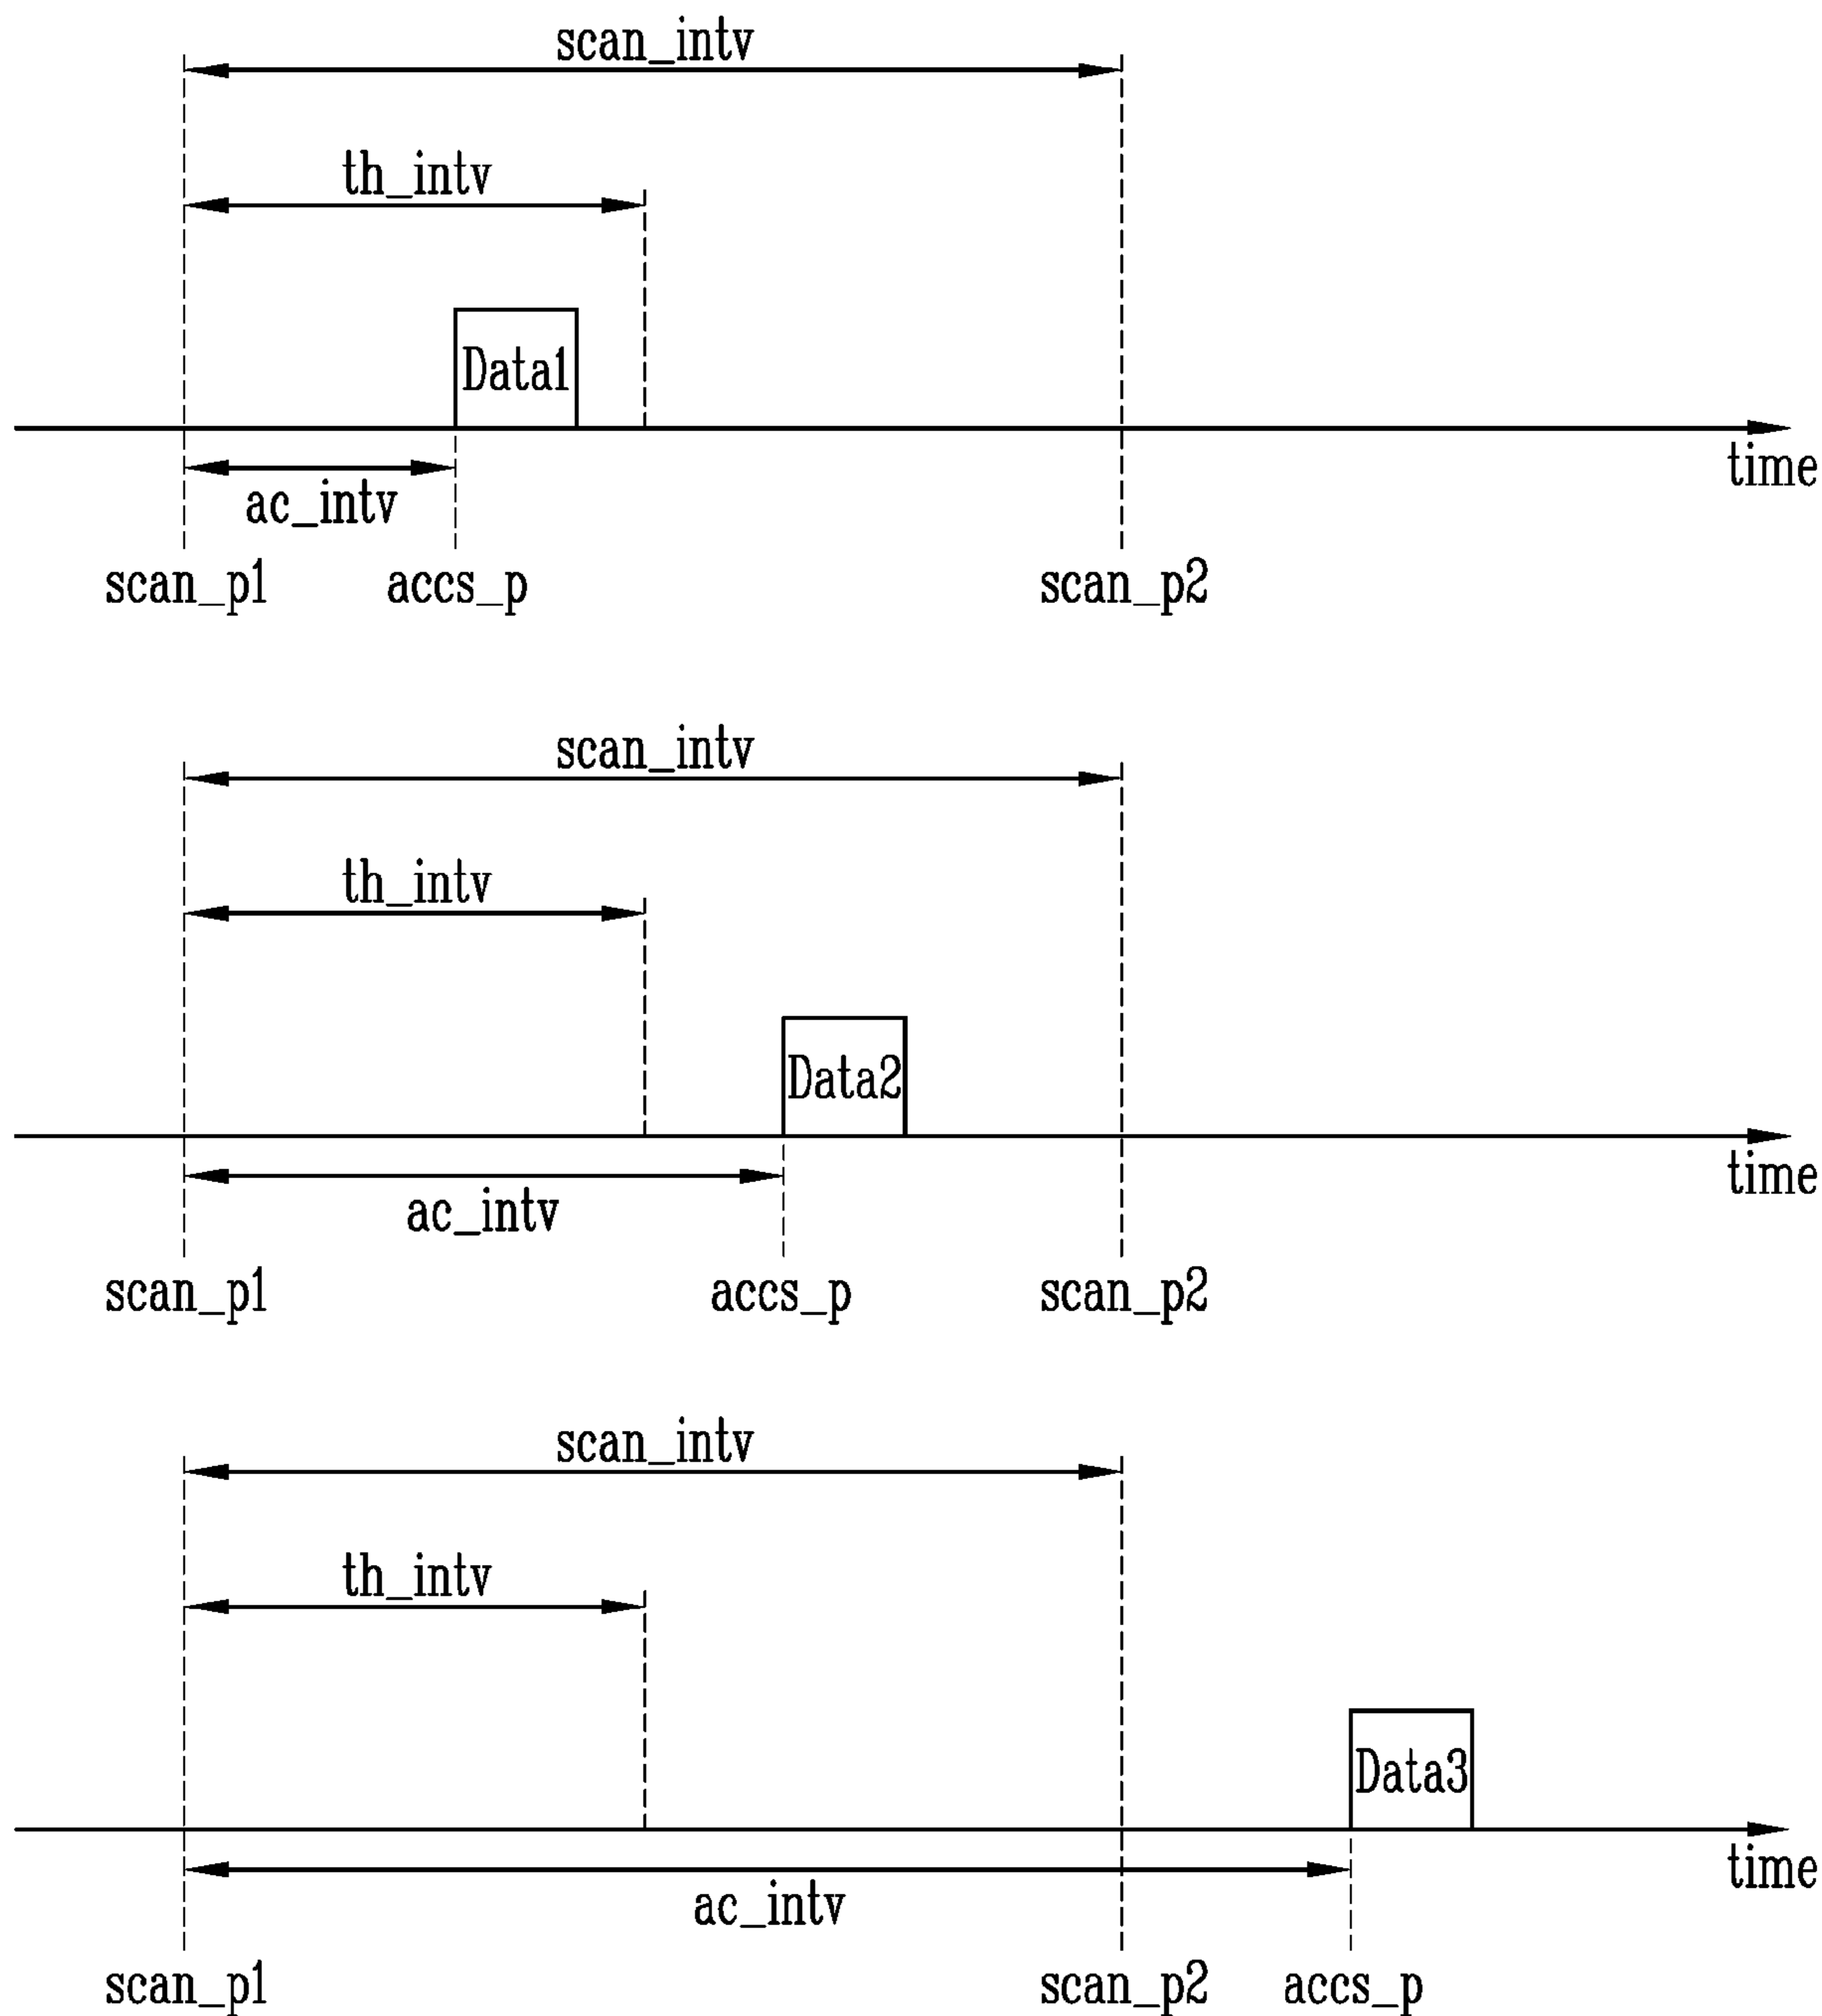 scan_intv
th_intv
Data1
time
ac_intv
scan_p1 accs_p scan_p2
scan_intv
th_intv
Data2
time
ac_intv
scan_p1 accs_p scan_p2
scan_intv
th_intv
Data3
time
ac_intv
scan_p1 scan_p2 accs_p